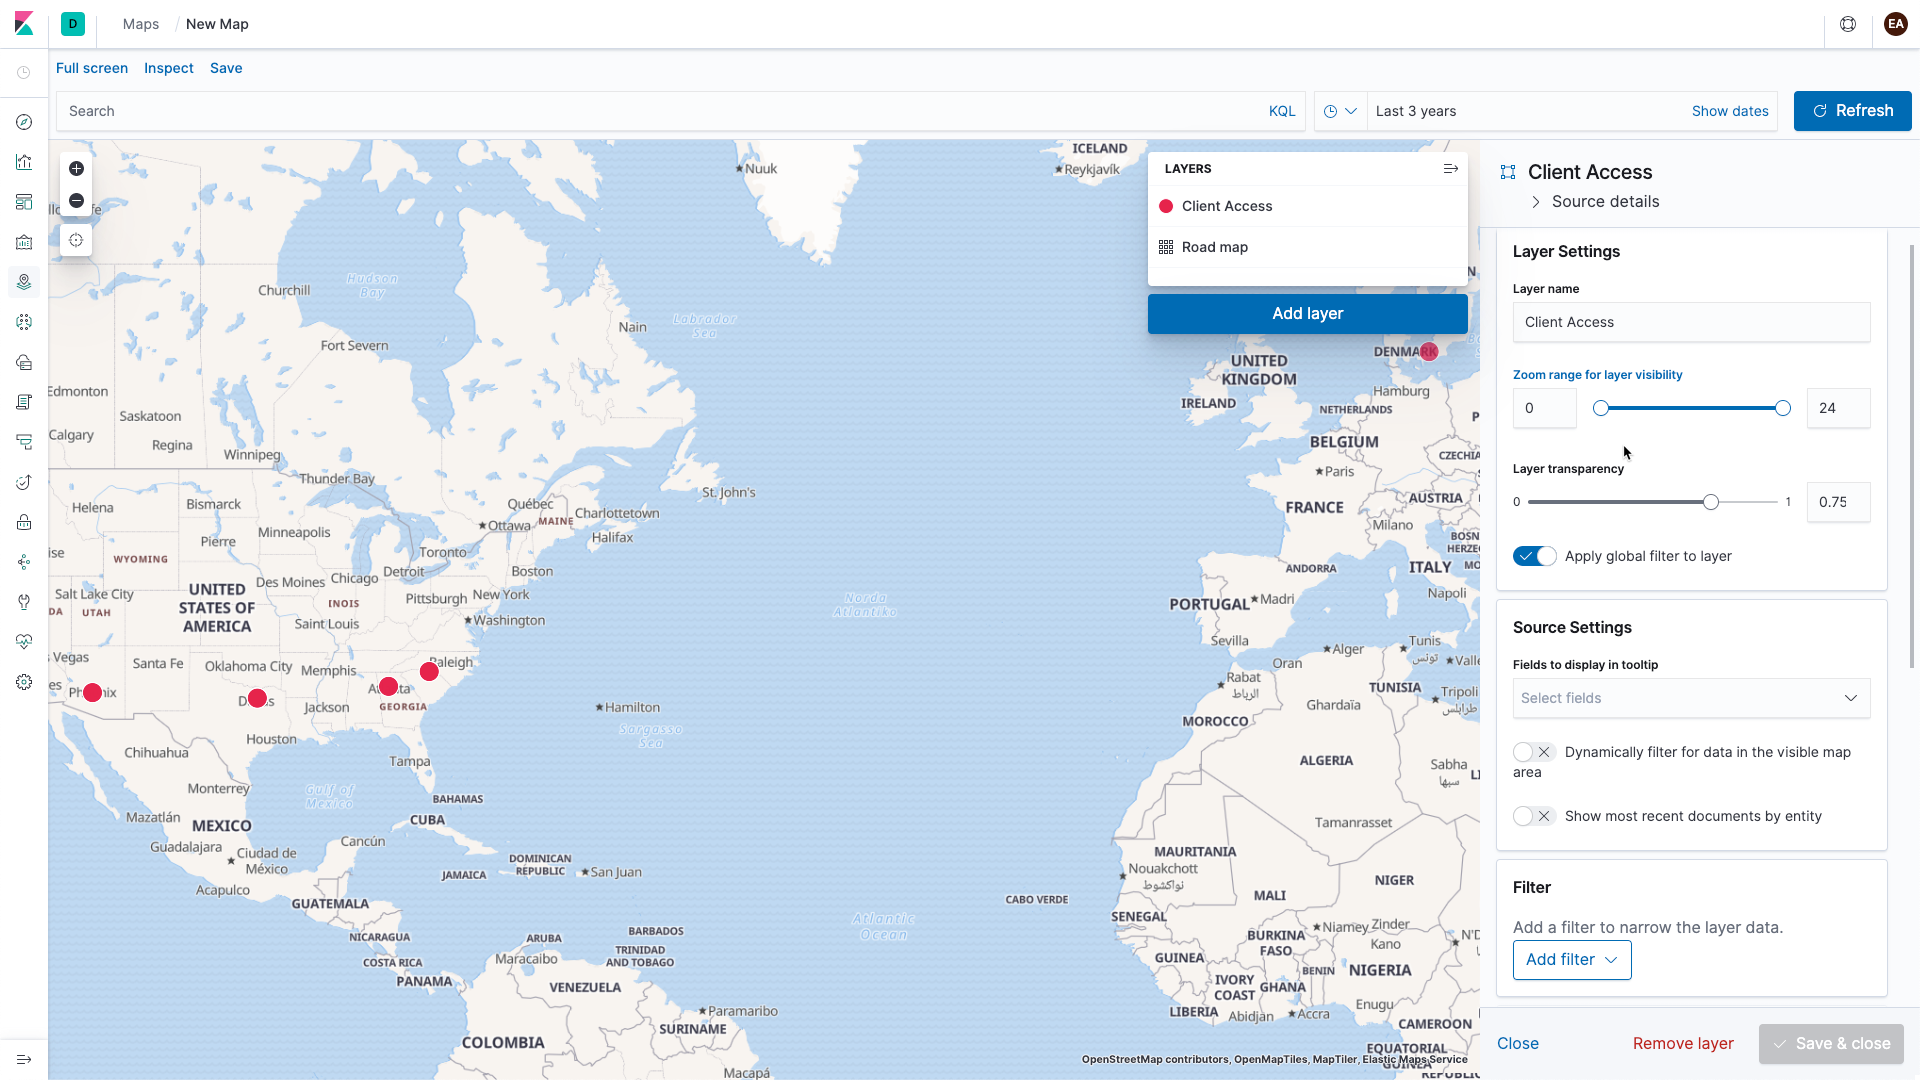 D
Maps
New Map
EA
Full screen
Inspect
Save
Search
KQL
Last 3 years
Show dates
Refresh
LAYERS
Client Access
Road map
Add layer
Client Access
Source details
Layer Settings
Layer name
Client Access
Zoom range for layer visibility
0
24
Layer transparency
0
1
0.75
Apply global filter to layer
Source Settings
Fields to display in tooltip
Select fields
Dynamically filter for data in the visible map
area
Show most recent documents by entity
Filter
Add a filter to narrow the layer data.
Add filter
Close
Remove layer
Save & close
ICELAND
Reykjavík
Nuuk
Hudson
Bay
Churchill
Nain
Labrador
Sea
Fort Severn
DENMARK
UNITED
KINGDOM
Hamburg
IRELAND
NETHERLANDS
Edmonton
Saskatoon
Calgary
Regina
Winnipeg
BELGIUM
CZECHIA
Paris
Thunder Bay
St. John's
AUSTRIA
Helena
Bismarck
Québec
Charlottetown
FRANCE
Ottawa
MAINE
Milano
Pierre
Minneapolis
Halifax
BOSN
HERZE
WYOMING
Toronto
Boston
ANDORRA
ITALY
MO
Salt Lake City
UNITED
STATES OF
AMERICA
Des Moines
Chicago
Detroit
Pittsburgh
New York
Norda
Atlantiko
Napoli
UTAH
INOIS
PORTUGAL
Madri
Saint Louis
Washington
Sevilla
Alger
Tunis
تونس
s Vegas
Santa Fe
Oklahoma City
Memphis
Raleigh
Oran
Rabat
الرباط
TUNISIA
Tripoli
طرابلس
Jackson
GEORGIA
Hamilton
Ghardaïa
Sargasso
Sea
MOROCCO
Houston
Chihuahua
Tampa
ALGERIA
Sabha
سبها
Monterrey
Gulf of
Mexico
BAHAMAS
Mazatlán
MEXICO
CUBA
Tamanrasset
Guadalajara
Ciudad de
México
Cancún
DOMINICAN
REPUBLIC
San Juan
MAURITANIA
Nouakchott
نواكشوط
JAMAICA
Acapulco
NIGER
GUATEMALA
CABO VERDE
MALI
SENEGAL
Atlantic
Ocean
NICARAGUA
ARUBA
BARBADOS
TRINIDAD
AND TOBAGO
BURKINA
FASO
Niamey
Zinder
Kano
COSTA RICA
Maracaibo
GUINEA
BENIN
NIGERIA
PANAMA
VENEZUELA
IVORY
COAST
GHANA
Enugu
Paramaribo
LIBERIA
Abidjan
Accra
SURINAME
CAMEROON
COLOMBIA
EQUATORIAL
Macapá
OpenStreetMap contributors, OpenMapTiles, MapTiler, Elastic Maps Service